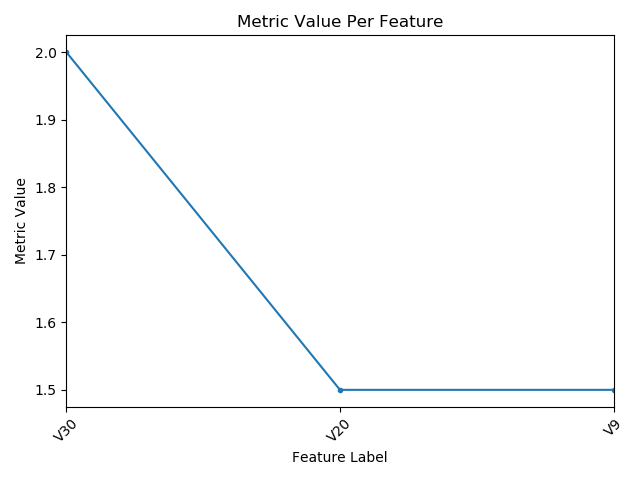 Metric Value Per Feature
2.0
1.9
1.8
1.7
1.6
1.5
Metric Value
V30
V20
V9
Feature Label